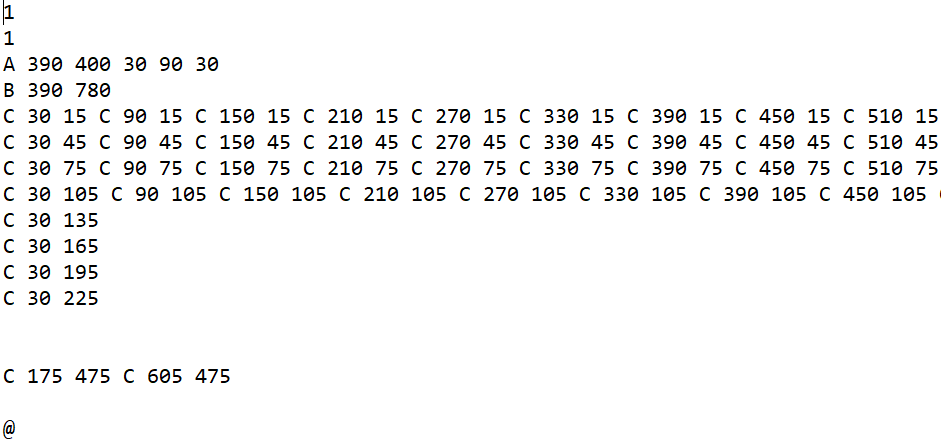 1
1
A 390 400 30 90 30
B 390 780
C 30 15 C 90 15 C 150 15 C 210 15 C 270 15 C 330 15 C 390 15 C 450 15 C 510 15
C 30 45 C 90 45 C 150 45 C 210 45 C 270 45 C 330 45 C 390 45 C 450 45 C 510 45
C 30 75 C 90 75 C 150 75 C 210 75 C 270 75 C 330 75 C 390 75 C 450 75 C 510 75
C 30 105 C 90 105 C 150 105 C 210 105 C 270 105 C 330 105 C 390 105 C 450 105
C 30 135
C 30 165
C 30 195
C 30 225
C 175 475 C 605 475
@